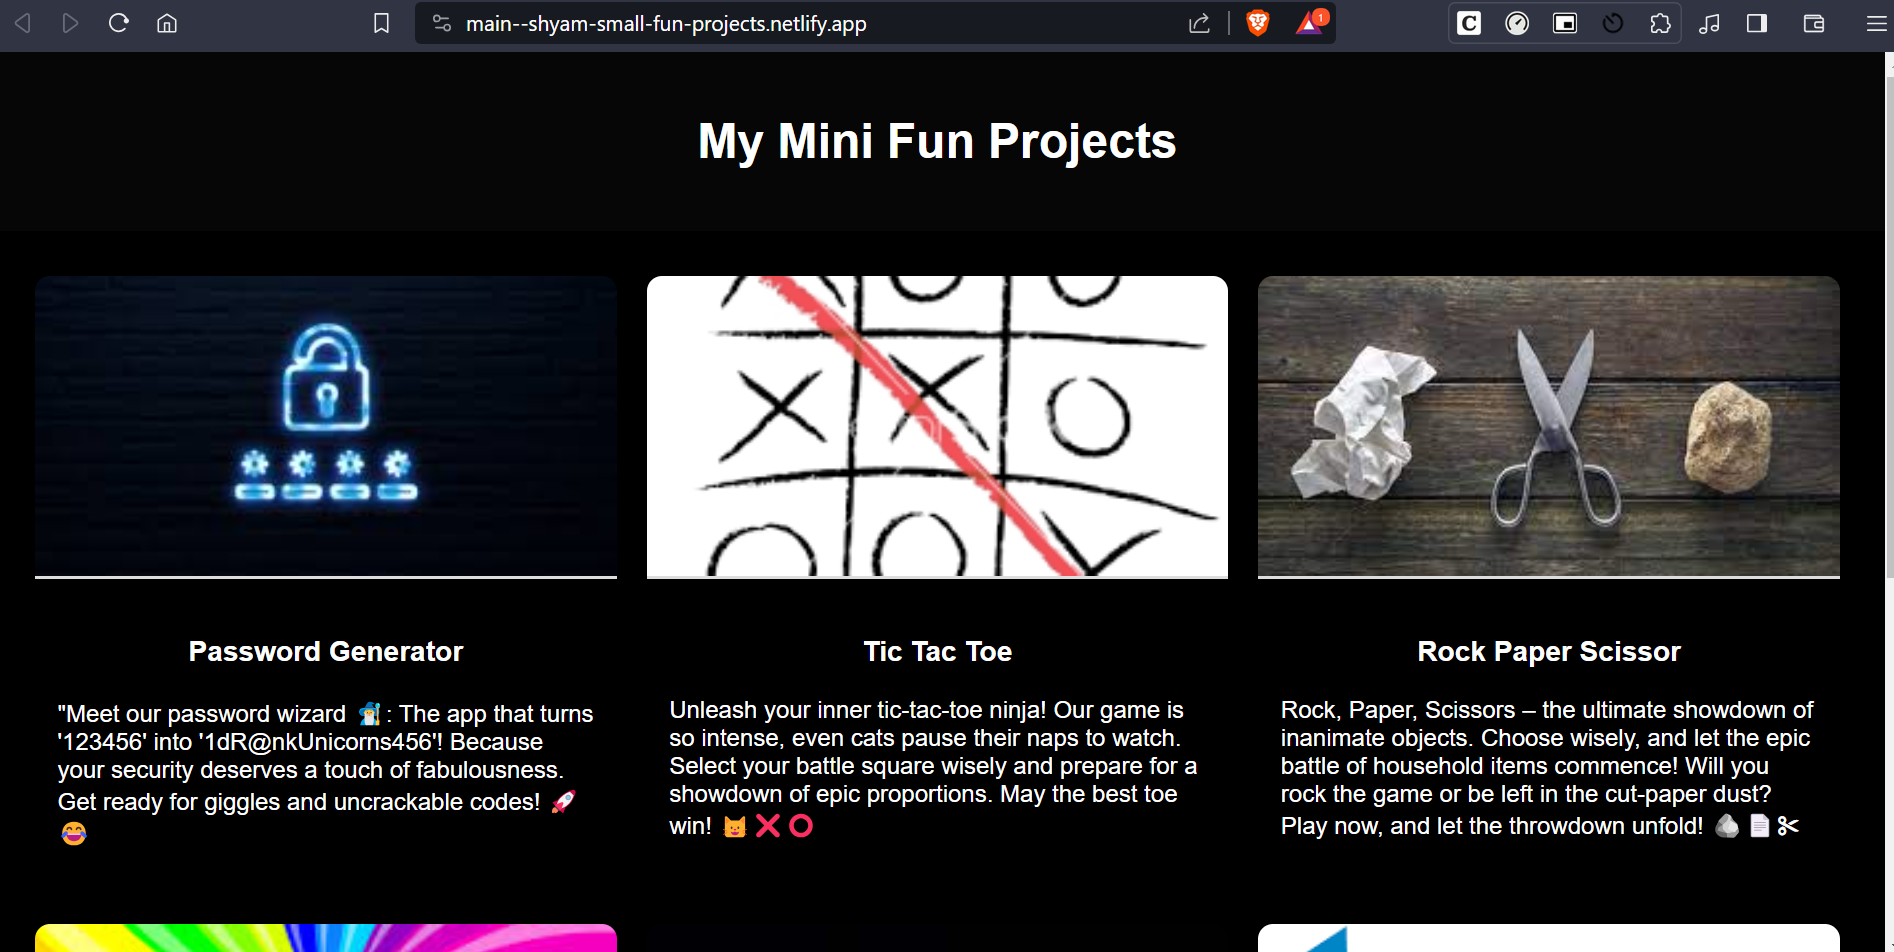 main--shyam-small-fun-projects.netlify.app
C
1
My Mini Fun Projects
Password Generator
"Meet our password wizard 🧙‍♂️: The app that turns
'123456' into '1dR@nkUnicorns456'! Because
your security deserves a touch of fabulousness.
Get ready for giggles and uncrackable codes! 🚀
😂
Tic Tac Toe
Unleash your inner tic-tac-toe ninja! Our game is
so intense, even cats pause their naps to watch.
Select your battle square wisely and prepare for a
showdown of epic proportions. May the best toe
win! 😺❌⭕
Rock Paper Scissor
Rock, Paper, Scissors – the ultimate showdown of
inanimate objects. Choose wisely, and let the epic
battle of household items commence! Will you
rock the game or be left in the cut-paper dust?
Play now, and let the throwdown unfold! 🪨📄✂